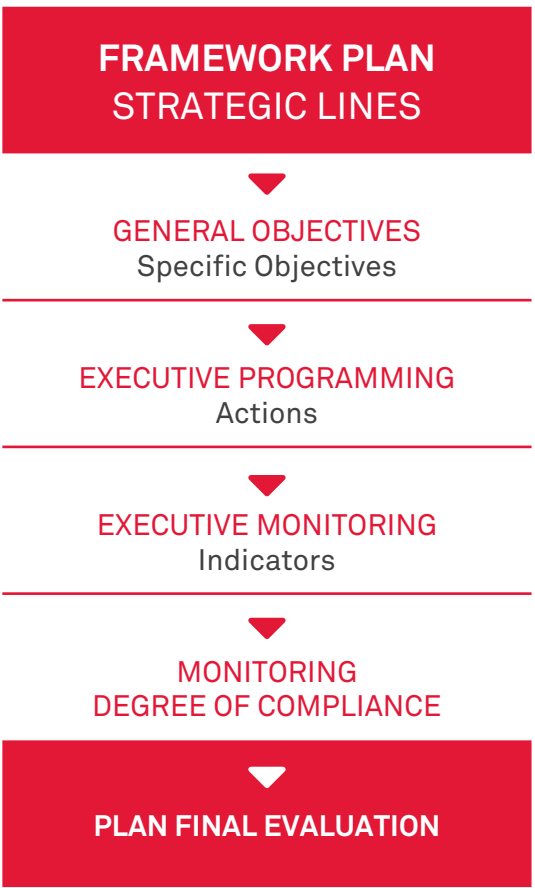 FRAMEWORK PLAN
STRATEGIC LINES
GENERAL OBJECTIVES
Specific Objectives
EXECUTIVE PROGRAMMING
Actions
EXECUTIVE MONITORING
Indicators
MONITORING
DEGREE OF COMPLIANCE
PLAN FINAL EVALUATION